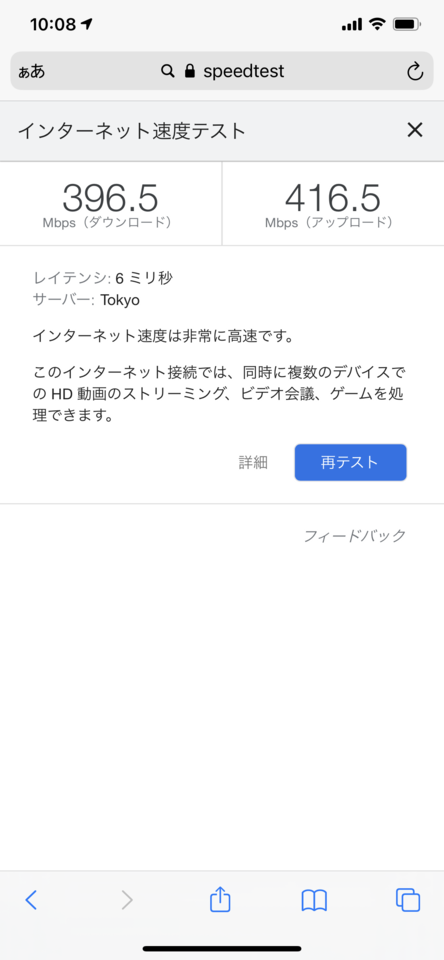 10:08
ぁあ speedtest
インターネット速度テスト
396.5 416.5
Mbps（ダウンロード） Mbps（アップロード）
レイテンシ: 6 ミリ秒
サーバー: Tokyo
インターネット速度は非常に高速です。
このインターネット接続では、同時に複数のデバイスで
の HD 動画のストリーミング、ビデオ会議、ゲームを処
理できます。
詳細 再テスト
フィードバック